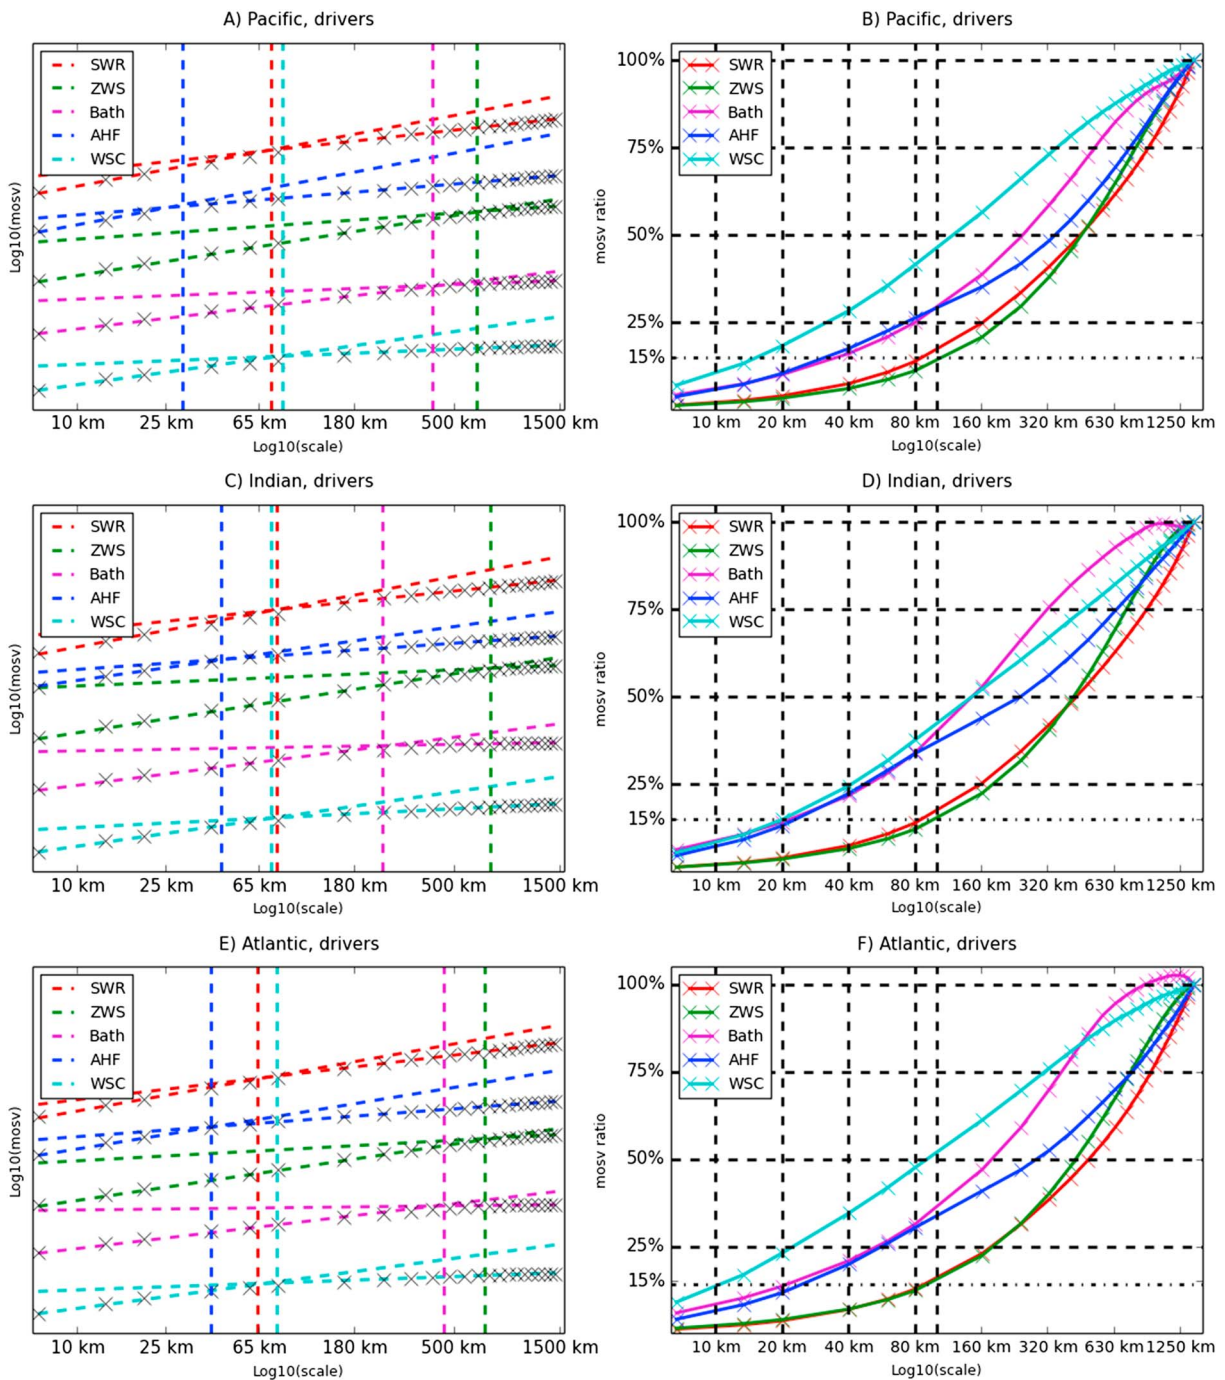 A) Pacific, drivers
SWR
ZWS
Bath
AHF
WSC
Log10(mosv)
10 km 25 km 65 km 180 km 500 km 1500 km
Log10(scale)
B) Pacific, drivers
SWR
ZWS
Bath
AHF
WSC
100%
75%
50%
25%
15%
mosv ratio
10 km 20 km 40 km 80 km 160 km 320 km 630 km 1250 km
Log10(scale)
C) Indian, drivers
SWR
ZWS
Bath
AHF
WSC
Log10(mosv)
10 km 25 km 65 km 180 km 500 km 1500 km
Log10(scale)
D) Indian, drivers
SWR
ZWS
Bath
AHF
WSC
100%
75%
50%
25%
15%
mosv ratio
10 km 20 km 40 km 80 km 160 km 320 km 630 km 1250 km
Log10(scale)
E) Atlantic, drivers
SWR
ZWS
Bath
AHF
WSC
Log10(mosv)
10 km 25 km 65 km 180 km 500 km 1500 km
Log10(scale)
F) Atlantic, drivers
SWR
ZWS
Bath
AHF
WSC
100%
75%
50%
25%
15%
mosv ratio
10 km 20 km 40 km 80 km 160 km 320 km 630 km 1250 km
Log10(scale)